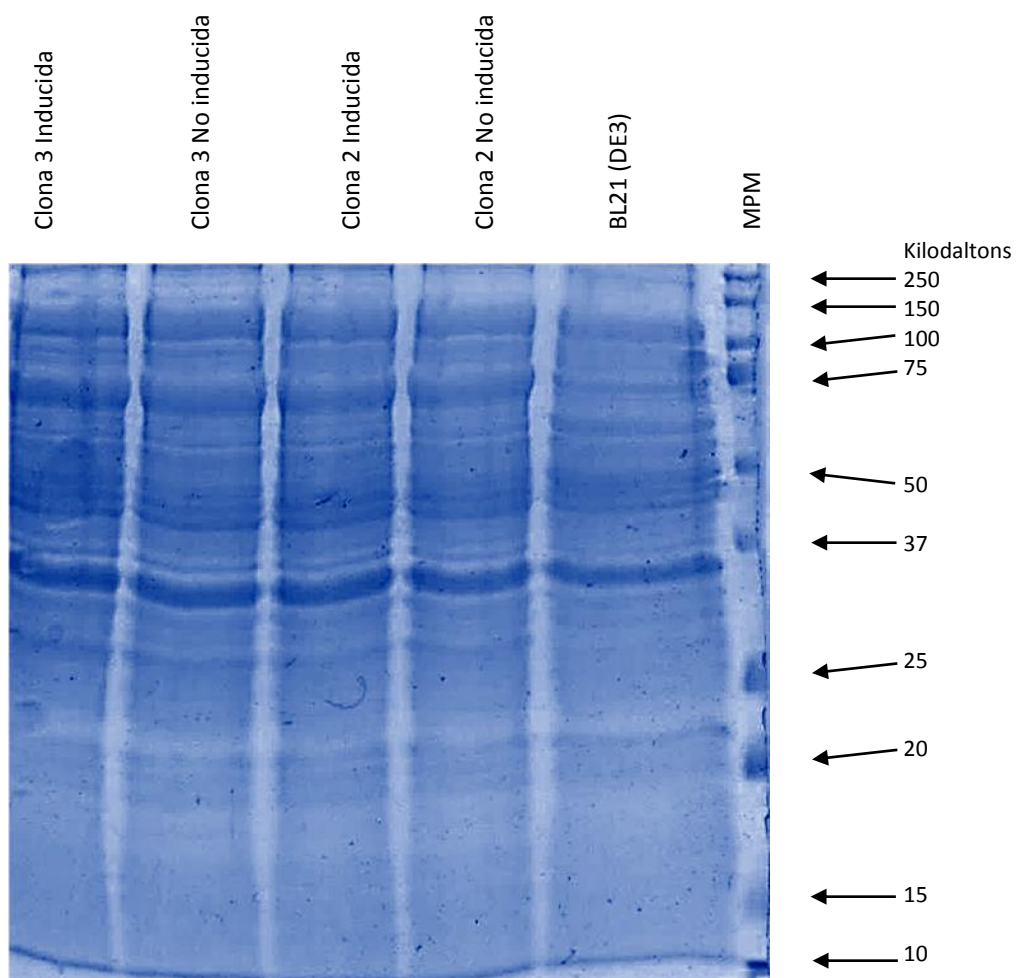 Clona 3 Inducida
Clona 3 No inducida
Clona 2 Inducida
Clona 2 No inducida
BL21 (DE3)
MPM
Kilodaltons
250
150
100
75
50
37
25
20
15
10